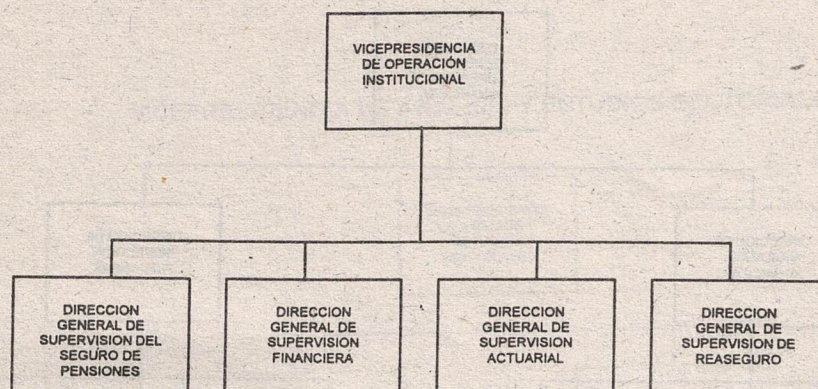 VICEPRESIDENCIA
DE OPERACIÓN
INSTITUCIONAL
DIRECCION
GENERAL DE
SUPERVISION DEL
SEGURO DE
PENSIONES
DIRECCION
GENERAL DE
SUPERVISION
FINANCIERA
DIRECCION
GENERAL DE
SUPERVISION
ACTUARIAL
DIRECCION
GENERAL DE
SUPERVISION DE
REASEGURO